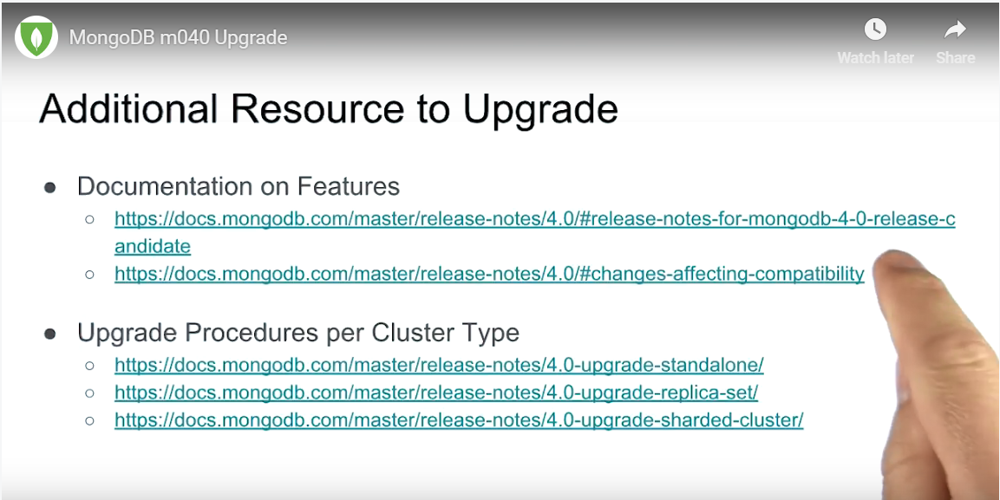 MongoDB m040 Upgrade
Watch later
Share
Additional Resource to Upgrade
● Documentation on Features
○ https://docs.mongodb.com/master/release-notes/4.0/#release-notes-for-mongodb-4-0-release-c
andidate
○ https://docs.mongodb.com/master/release-notes/4.0/#changes-affecting-compatibility
● Upgrade Procedures per Cluster Type
○ https://docs.mongodb.com/master/release-notes/4.0-upgrade-standalone/
○ https://docs.mongodb.com/master/release-notes/4.0-upgrade-replica-set/
○ https://docs.mongodb.com/master/release-notes/4.0-upgrade-sharded-cluster/